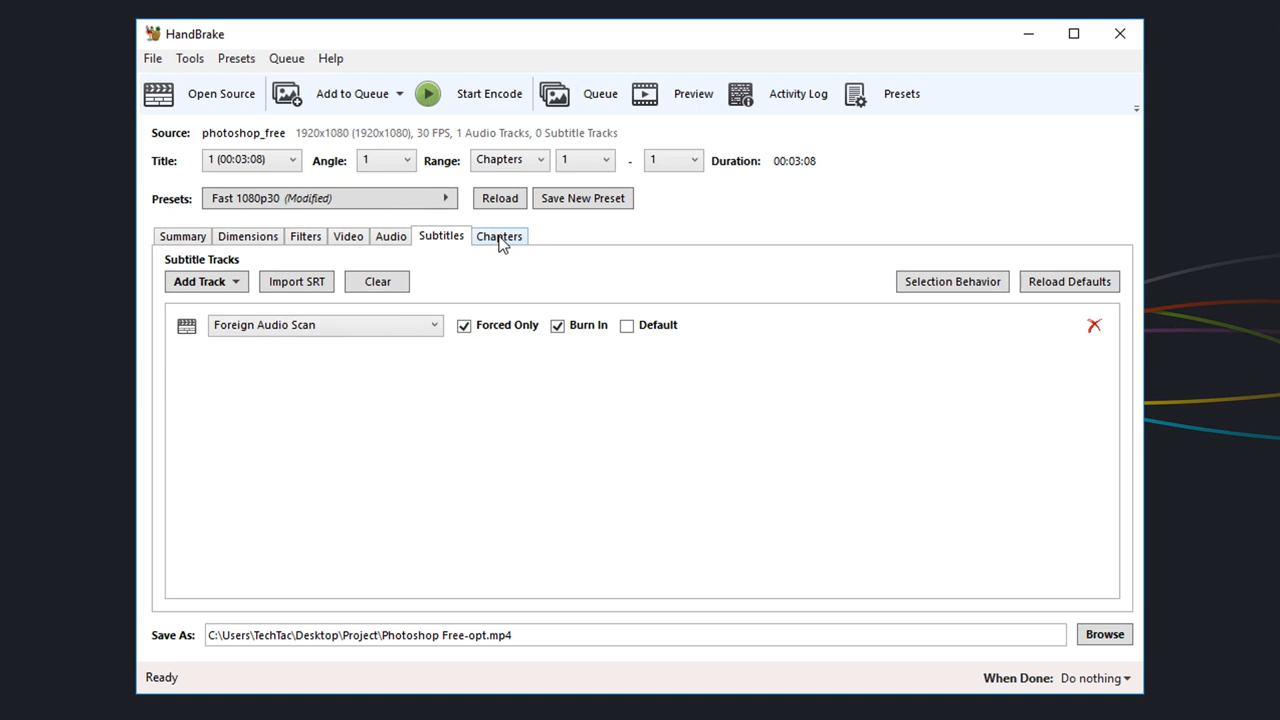 HandBrake
File Tools Presets Queue Help
Open Source Add to Queue Start Encode Queue Preview Activity Log Presets
Source: photoshop_free 1920x1080 (1920x1080), 30 FPS, 1 Audio Tracks, 0 Subtitle Tracks
Title: 1 (00:03:08) Angle: 1 Range: Chapters 1 - 1 Duration: 00:03:08
Presets: Fast 1080p30 (Modified) Reload Save New Preset
Summary Dimensions Filters Video Audio Subtitles Chapters
Subtitle Tracks
Add Track Import SRT Clear Selection Behavior Reload Defaults
Foreign Audio Scan Forced Only Burn In Default
Save As: C:\Users\TechTac\Desktop\Project\Photoshop Free-opt.mp4 Browse
Ready When Done: Do nothing